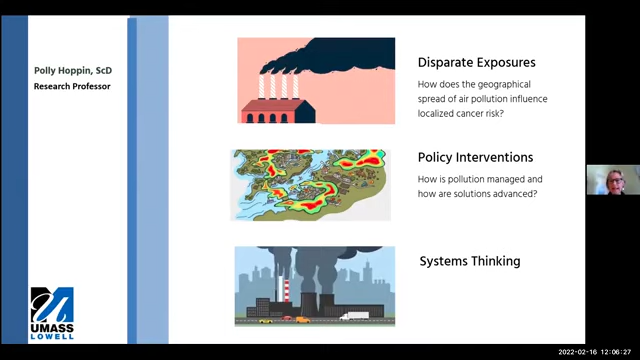 Polly Hoppin, ScD
Research Professor
Disparate Exposures
How does the geographical
spread of air pollution influence
localized cancer risk?
Policy Interventions
How is pollution managed and
how are solutions advanced?
Systems Thinking
UMASS
LOWELL
2022-02-16 12:06:27